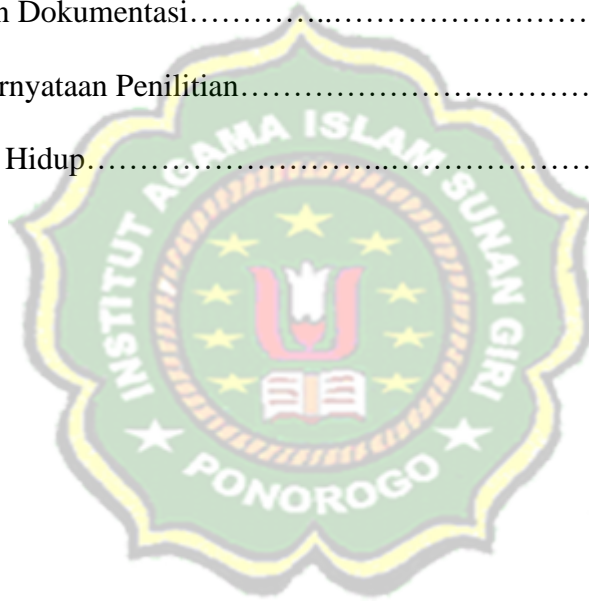 n Dokumentasi…………..……………………
rnyataan Penilitian……………………………
Hidup……………………….…..…………………
INSTITUT AGAMA ISLAM SUNAN GIRI
PONOROGO